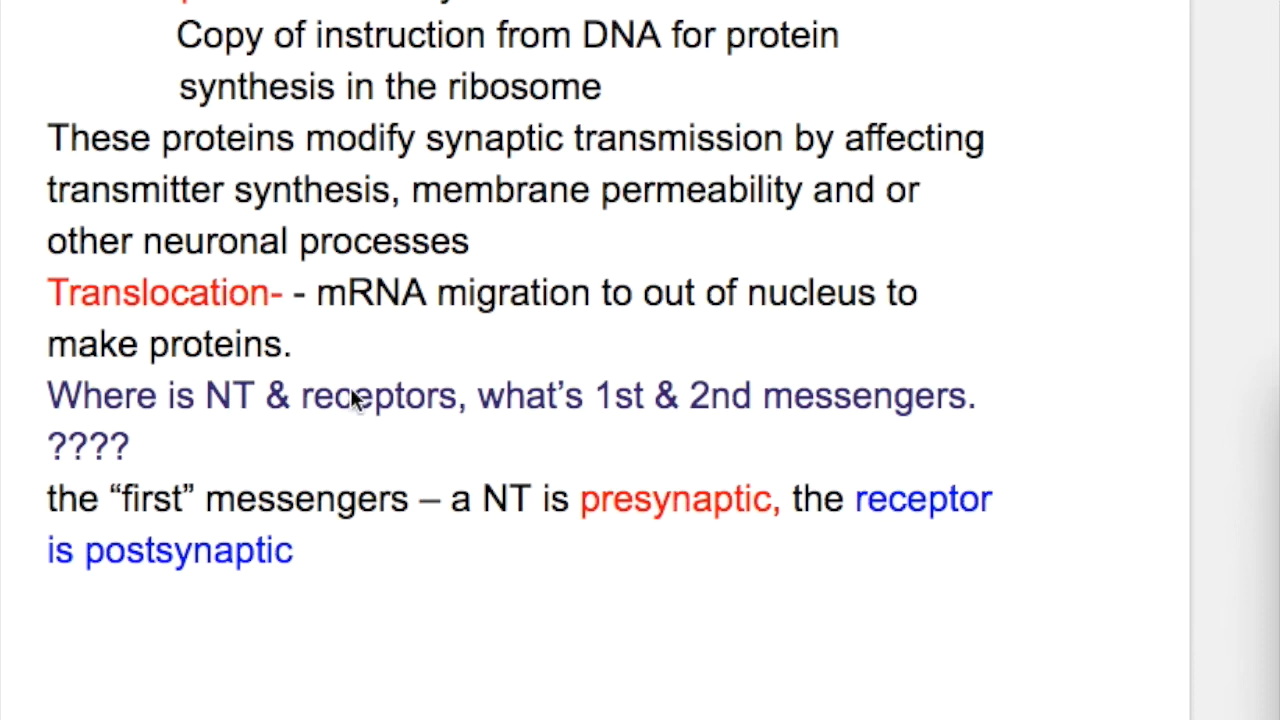 Copy of instruction from DNA for protein
synthesis in the ribosome
These proteins modify synaptic transmission by affecting
transmitter synthesis, membrane permeability and or
other neuronal processes
Translocation- - mRNA migration to out of nucleus to
make proteins.
Where is NT & receptors, what’s 1st & 2nd messengers.
????
the “first” messengers – a NT is presynaptic, the receptor
is postsynaptic